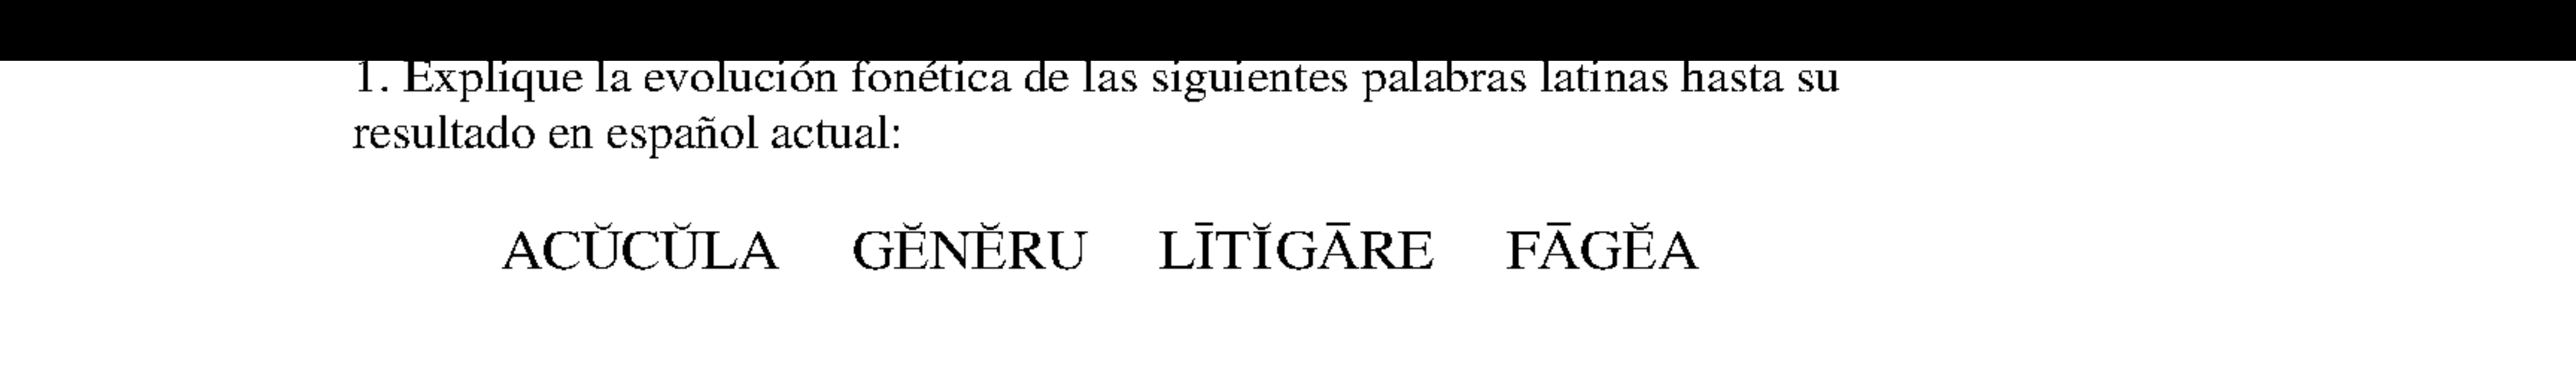 1. Explique la evolución fonética de las siguientes palabras latinas hasta su
resultado en español actual:
ACŬCŬLA GĔNĔRU LĪTĬGĀRE FĀGĔA